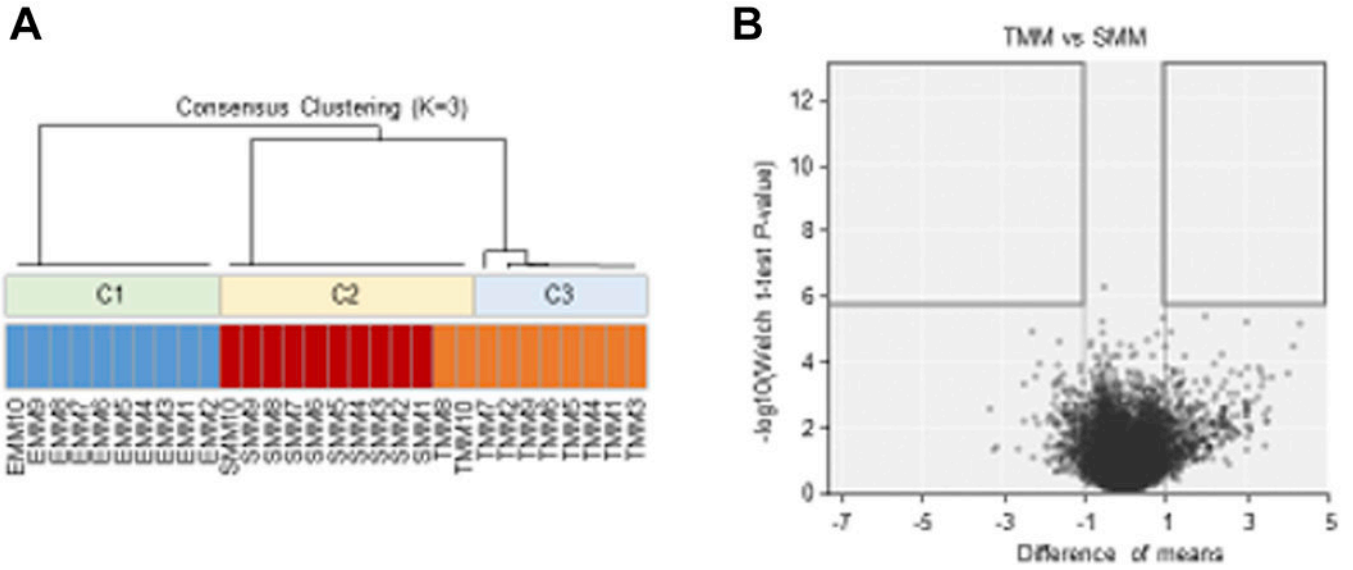 A
Consensus Clustering (K=3)
C1
C2
C3
EMM10
EMM9
EMM8
EMM7
EMM6
EMM5
EMM4
EMM3
EMM1
EMM2
SMM10
SMM9
SMM8
SMM7
SMM6
SMM5
SMM4
SMM3
SMM2
SMM1
TMM8
TMM10
TMM7
TMM2
TMM9
TMM6
TMM5
TMM4
TMM1
TMM3
B
TMM vs SMM
-log10(Welch t-test P-value)
12
10
8
6
4
2
0
-7
-5
-3
-1
1
3
5
Difference of means